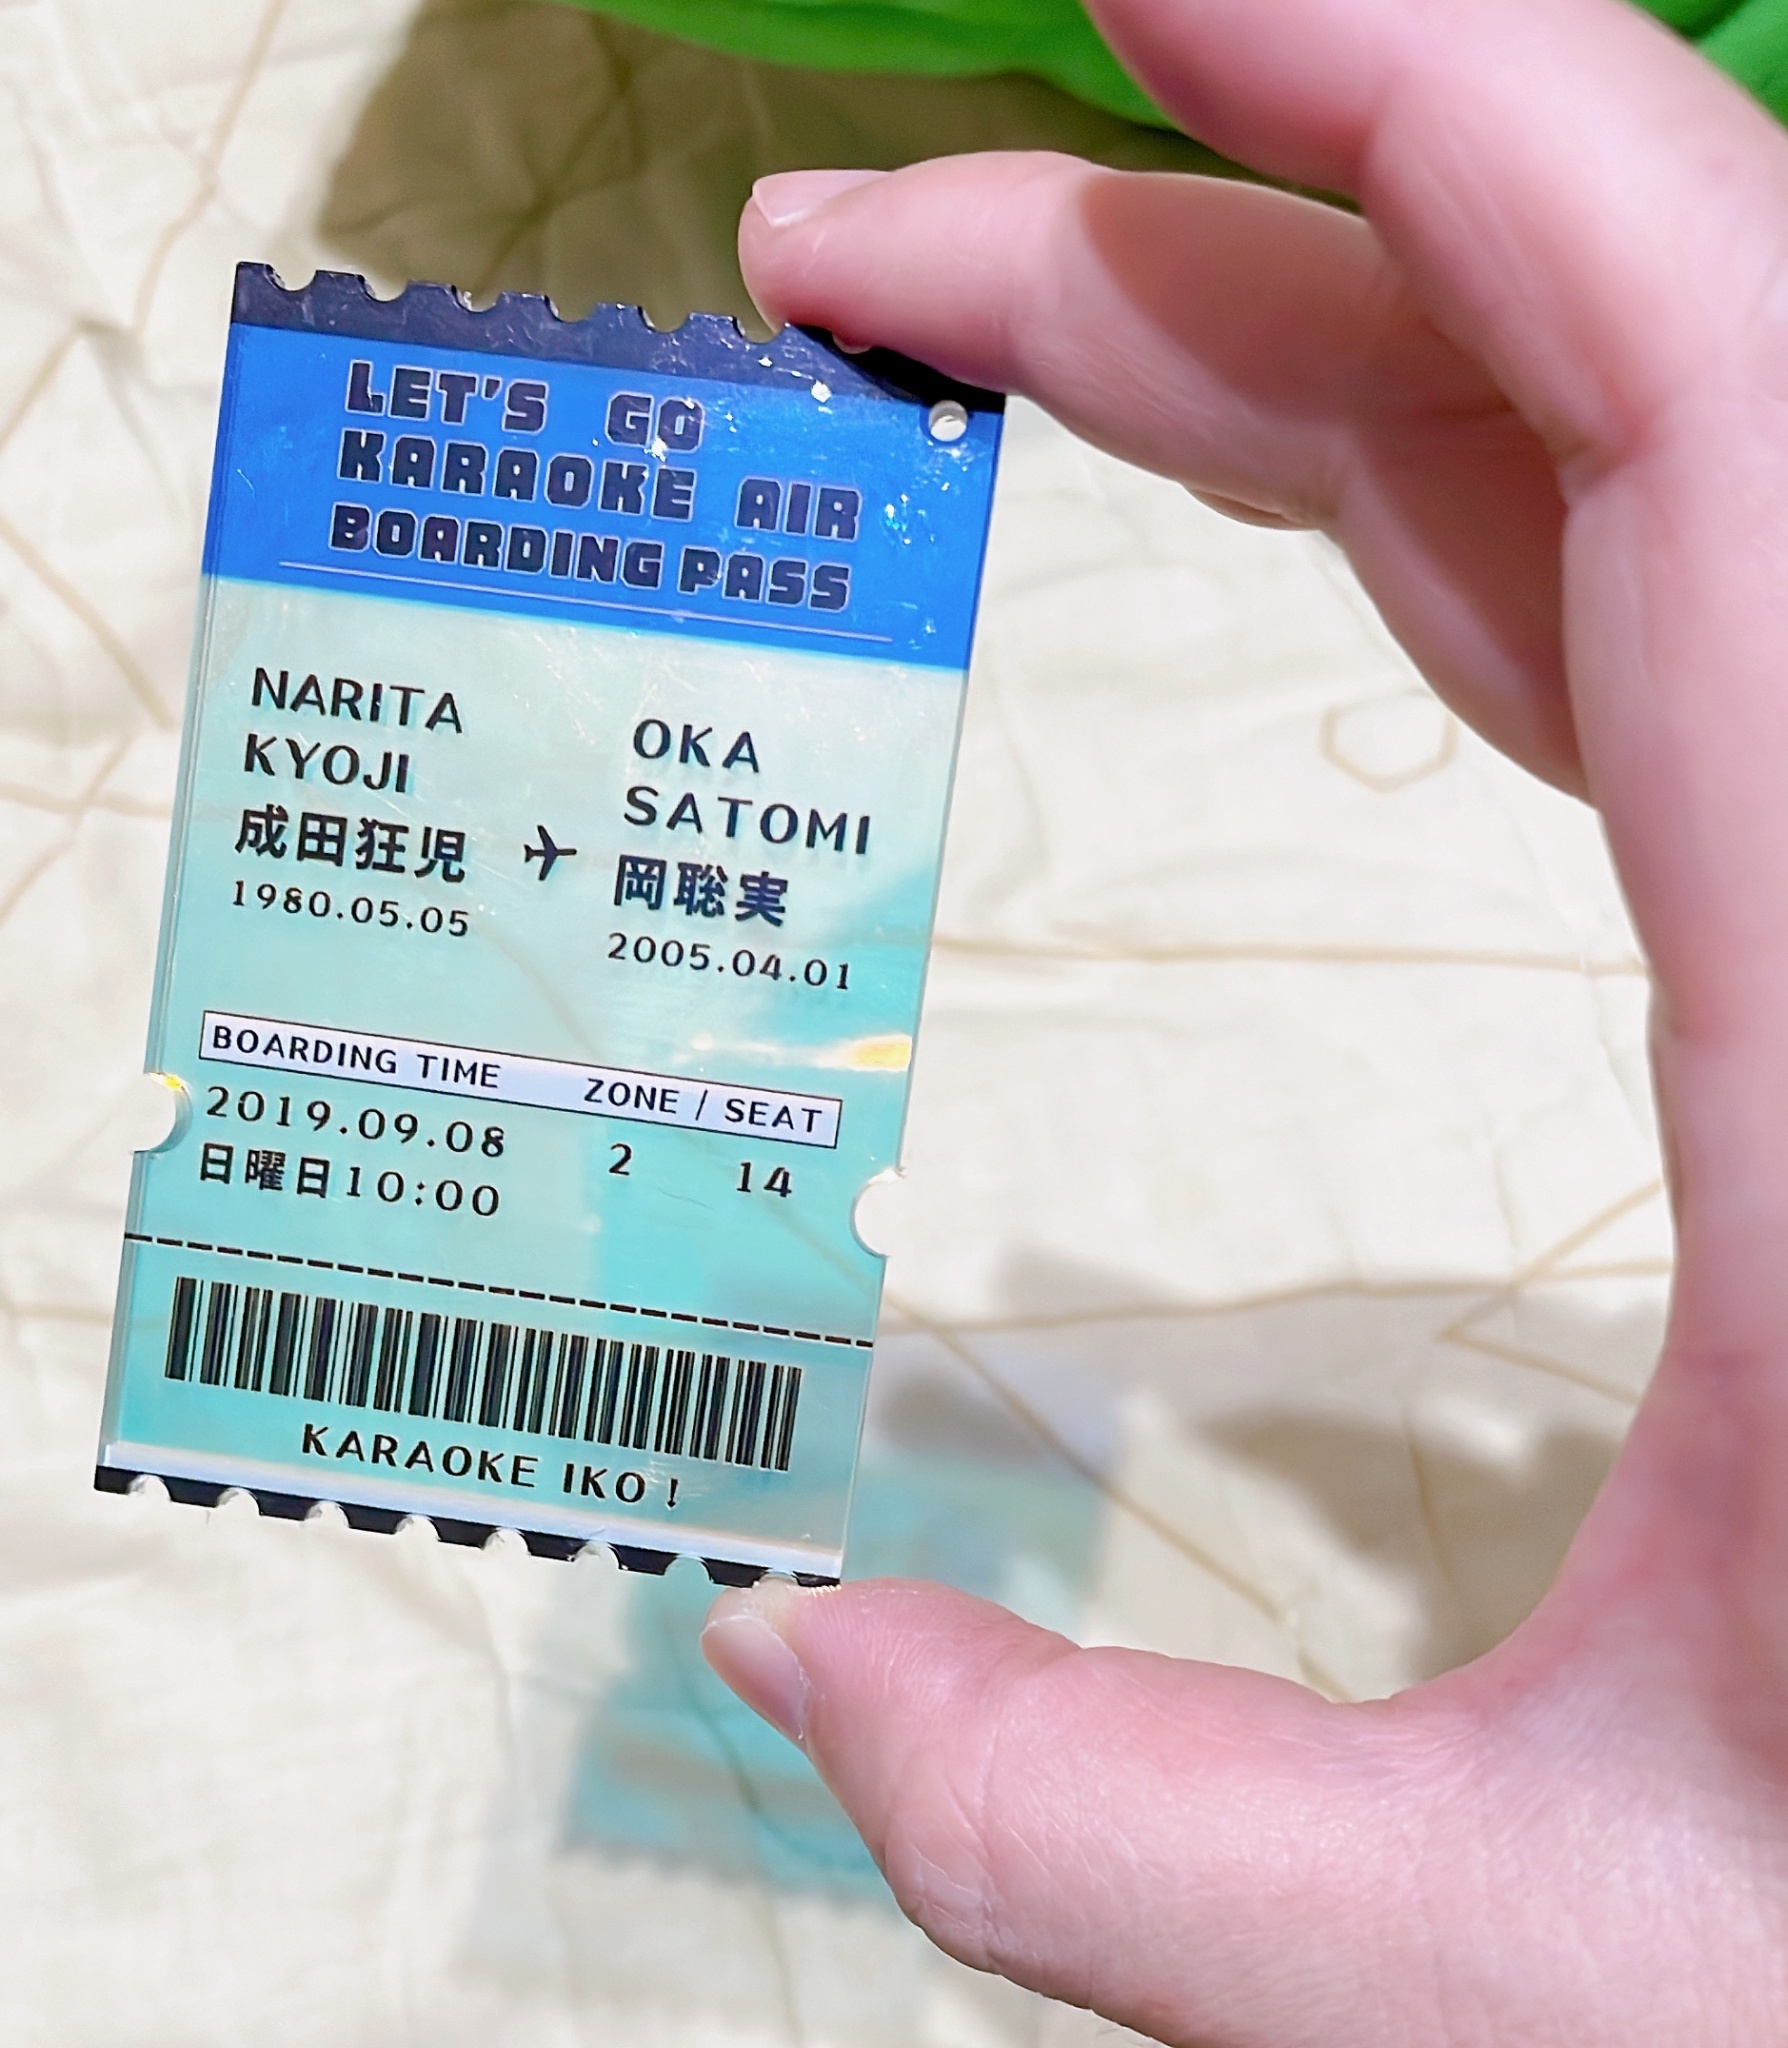 LET'S GO
KARAOKE AIR
BOARDING PASS
NARITA
KYOJI
成田狂児
1980.05.05
✈
OKA
SATOMI
岡聡実
2005.04.01
BOARDING TIME ZONE / SEAT
2019.09.08 2 14
日曜日10:00
KARAOKE IKO !